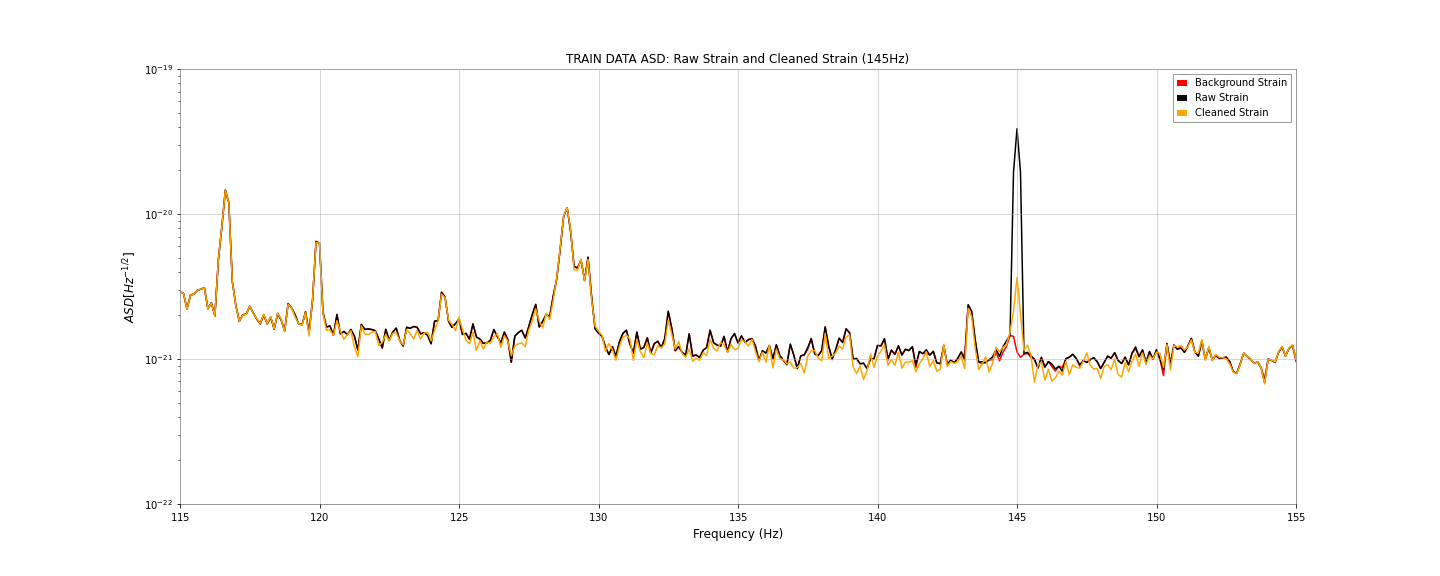 TRAIN DATA ASD: Raw Strain and Cleaned Strain (145Hz)
10⁻¹⁹
10⁻²⁰
10⁻²¹
10⁻²²
ASD[Hz⁻¹/²]
Background Strain
Raw Strain
Cleaned Strain
115 120 125 130 135 140 145 150 155
Frequency (Hz)